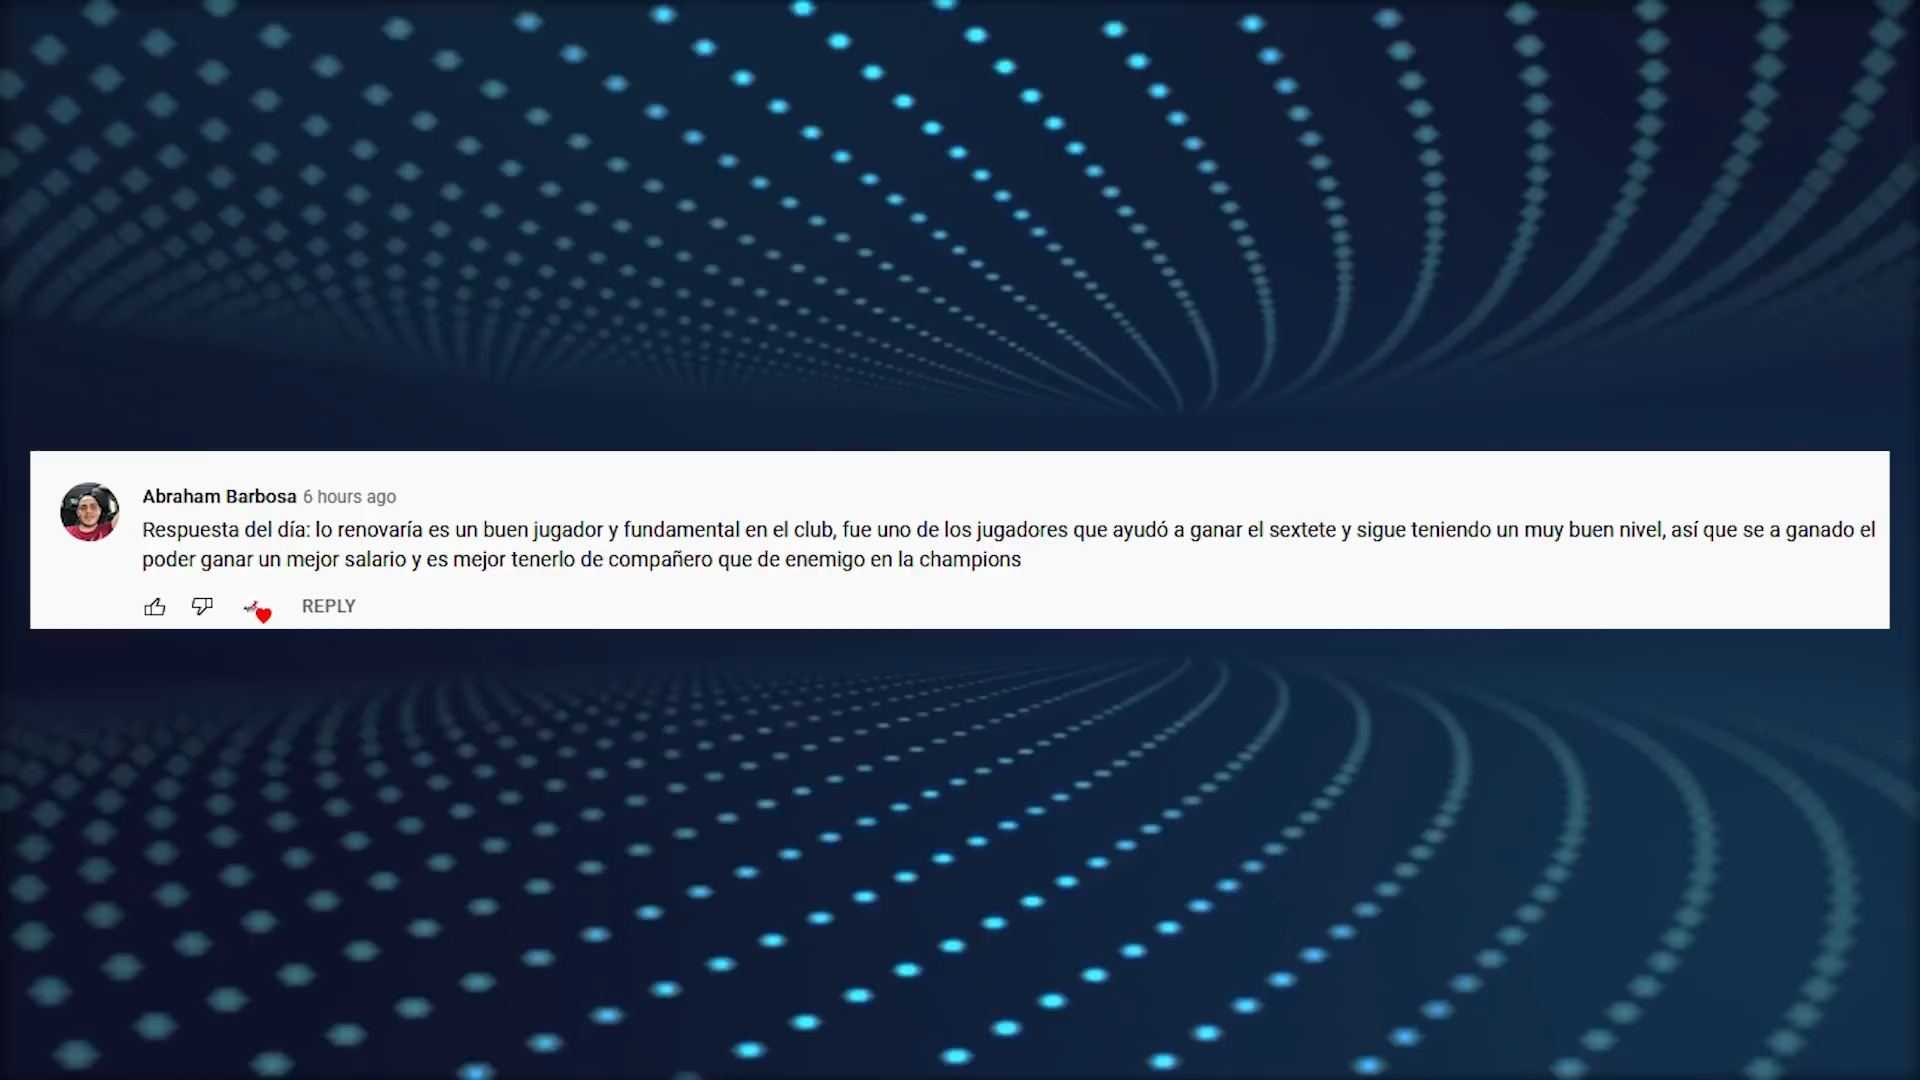 Abraham Barbosa 6 hours ago
Respuesta del día: lo renovaría es un buen jugador y fundamental en el club, fue uno de los jugadores que ayudó a ganar el sextete y sigue teniendo un muy buen nivel, así que se a ganado el
poder ganar un mejor salario y es mejor tenerlo de compañero que de enemigo en la champions
REPLY